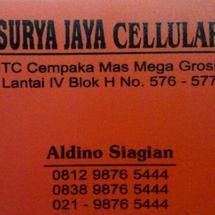 SURYA JAYA CELLULAR
ITC Cempaka Mas Mega Grosi
Lantai IV Blok H No. 576 - 577
Aldino Siagian
0812 9876 5444
0838 9876 5444
021 - 9876 5444